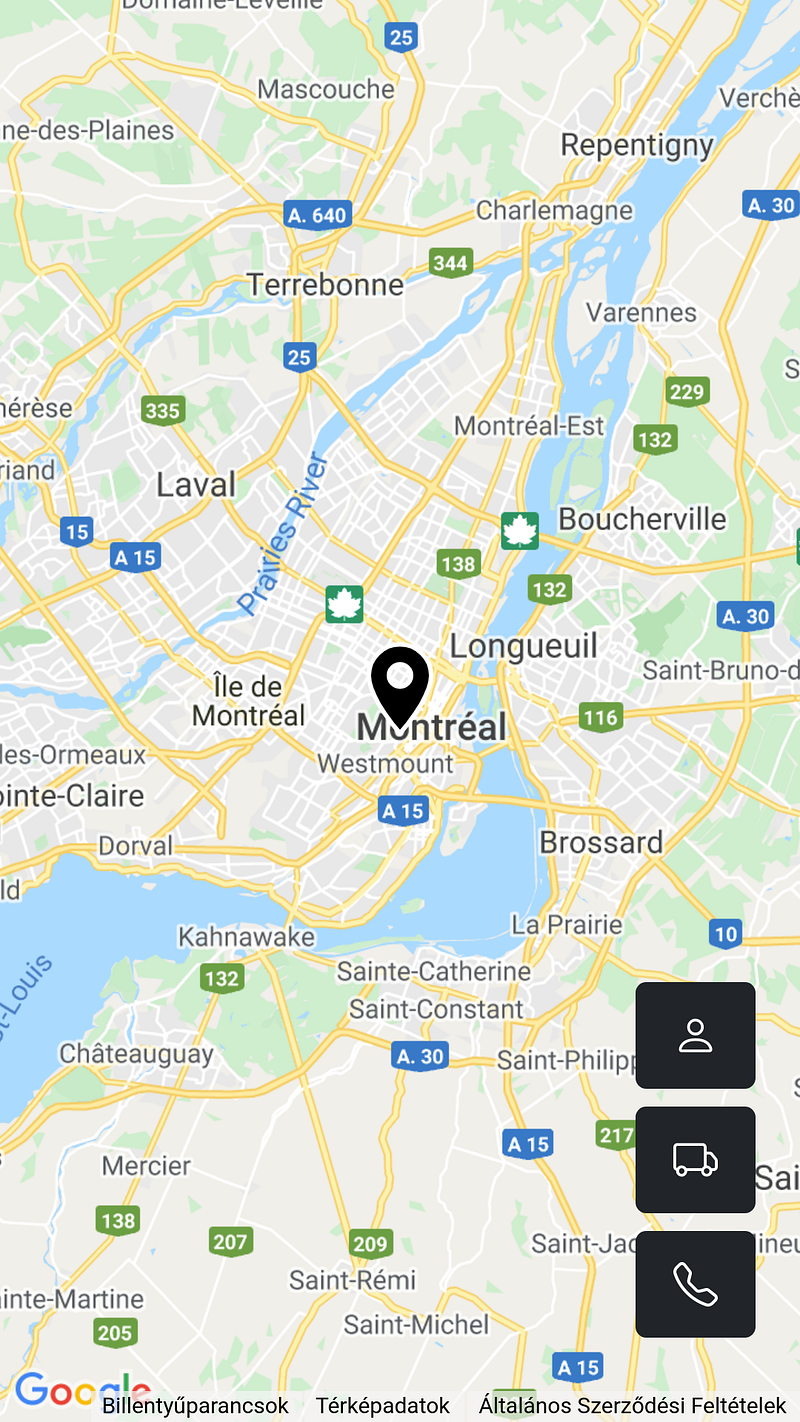 Domaine-Léveillé
25
Mascouche
Verchè
ne-des-Plaines
Repentigny
A. 640
Charlemagne
A. 30
344
Terrebonne
Varennes
25
S
229
335
nérèse
Montréal-Est
132
riand
Laval
Prairies River
15
A 15
Boucherville
138
132
A. 30
Longueuil
Saint-Bruno-d
Île de
Montréal
116
Montréal
les-Ormeaux
Westmount
ointe-Claire
A 15
Dorval
Brossard
ld
La Prairie
10
Kahnawake
132
Sainte-Catherine
st-Louis
Saint-Constant
Châteauguay
A. 30
Saint-Philipp
A 15
217
Mercier
Sai
138
207
209
Saint-Jac
lineu
Saint-Rémi
ainte-Martine
205
Saint-Michel
A 15
Google
Billentyűparancsok
Térképadatok
Általános Szerződési Feltételek